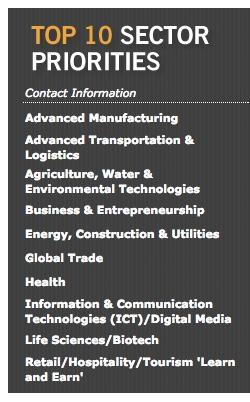 TOP 10 SECTOR
PRIORITIES
Contact Information
Advanced Manufacturing
Advanced Transportation &
Logistics
Agriculture, Water &
Environmental Technologies
Business & Entrepreneurship
Energy, Construction & Utilities
Global Trade
Health
Information & Communication
Technologies (ICT)/Digital Media
Life Sciences/Biotech
Retail/Hospitality/Tourism 'Learn
and Earn'